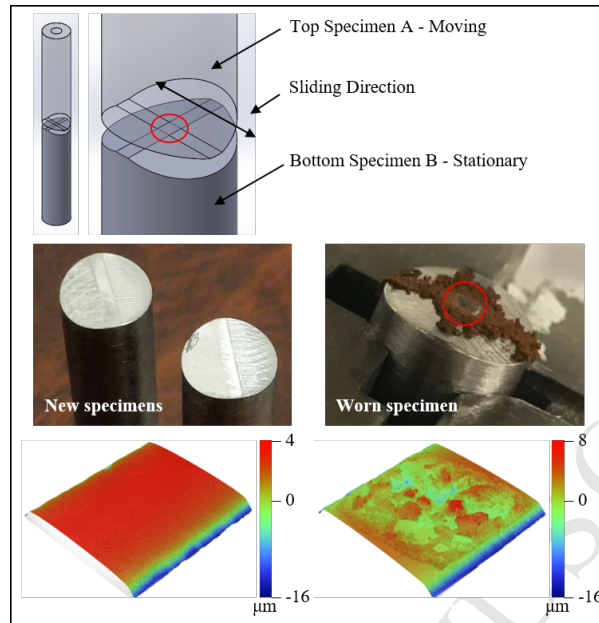 Top Specimen A - Moving
Sliding Direction
Bottom Specimen B - Stationary
New specimens
Worn specimen
4
0
-16
μm
8
0
-16
μm